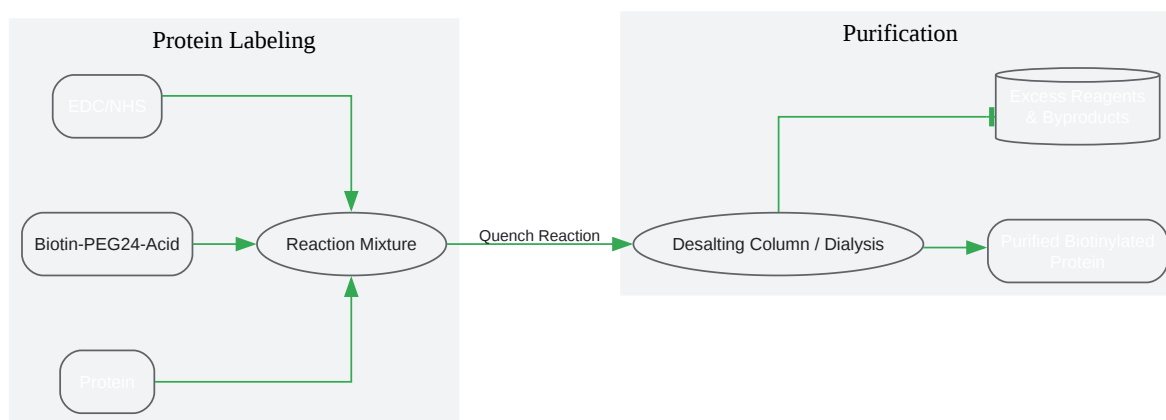 Protein Labeling
EDC/NHS
Biotin-PEG24-Acid
Reaction Mixture
Protein
Quench Reaction
Purification
Excess Reagents
& Byproducts
Desalting Column / Dialysis
Purified Biotinylated
Protein